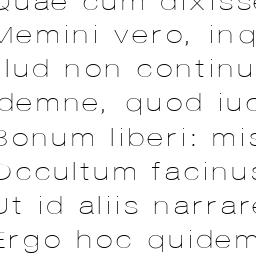 Quae cum dixisse
Memini vero, inq
llud non continu
demne, quod iuc
Bonum liberi: mis
Occultum facinus
Ut id aliis narrare
Ergo hoc quidem